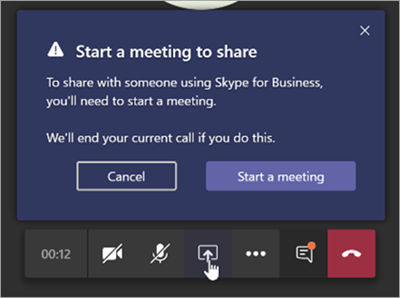 Start a meeting to share
To share with someone using Skype for Business,
you'll need to start a meeting.
We'll end your current call if you do this.
Cancel
Start a meeting
00:12